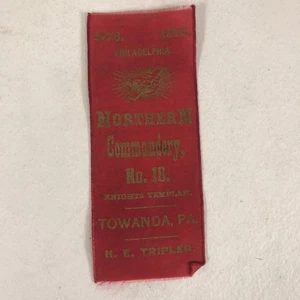 PHILADELPHIA
NORTHERN
Commandery,
No. 16.
KNIGHTS TEMPLAR.
TOWANDA, PA.
H. E. TRIPLER